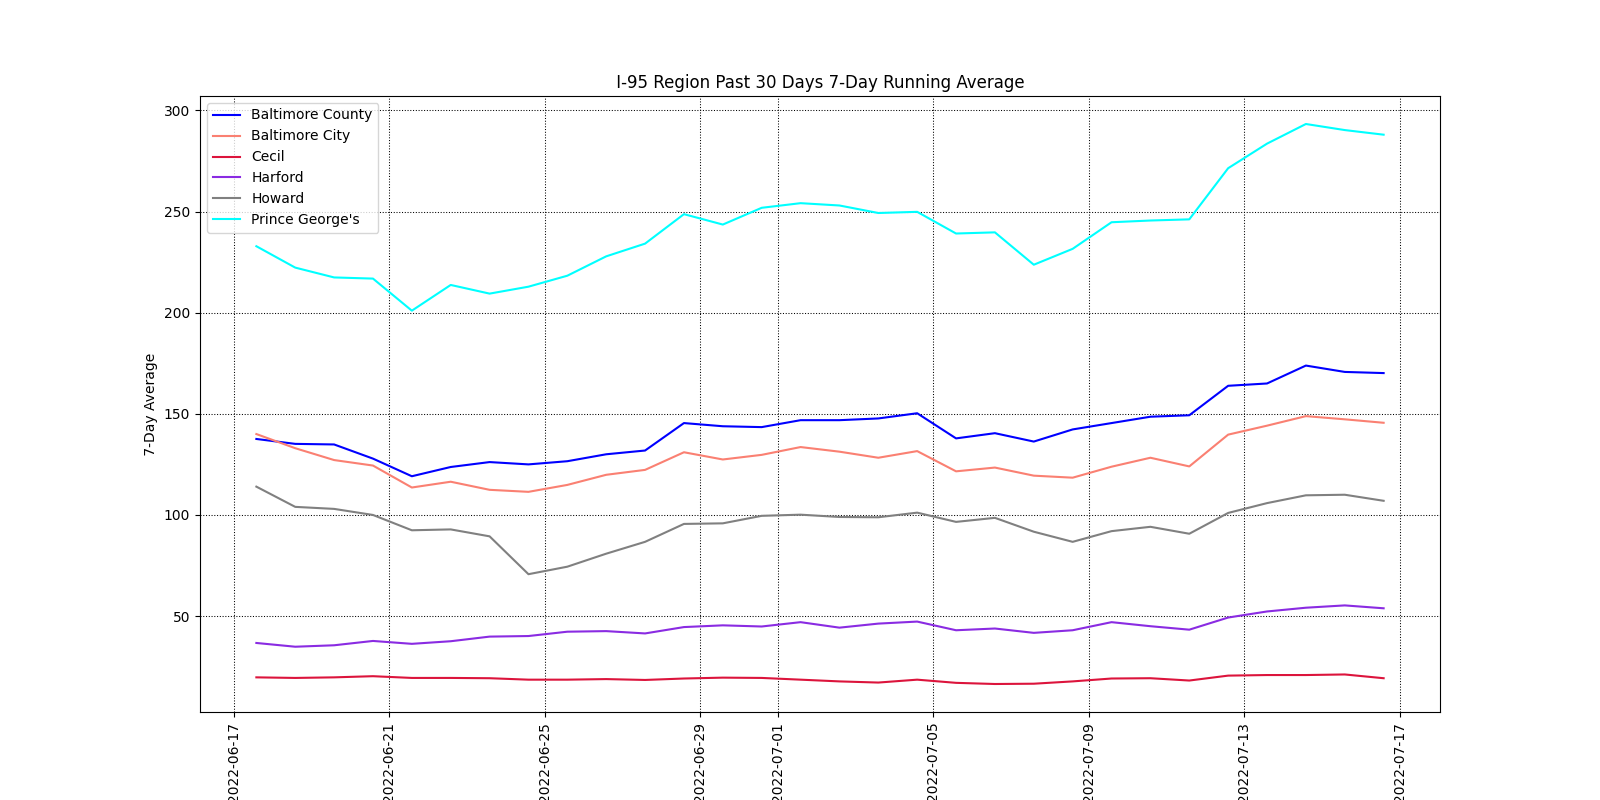 I-95 Region Past 30 Days 7-Day Running Average
Baltimore County
Baltimore City
Cecil
Harford
Howard
Prince George's
300
250
200
150
100
50
7-Day Average
2022-06-17
2022-06-21
2022-06-25
2022-06-29
2022-07-01
2022-07-05
2022-07-09
2022-07-13
2022-07-17